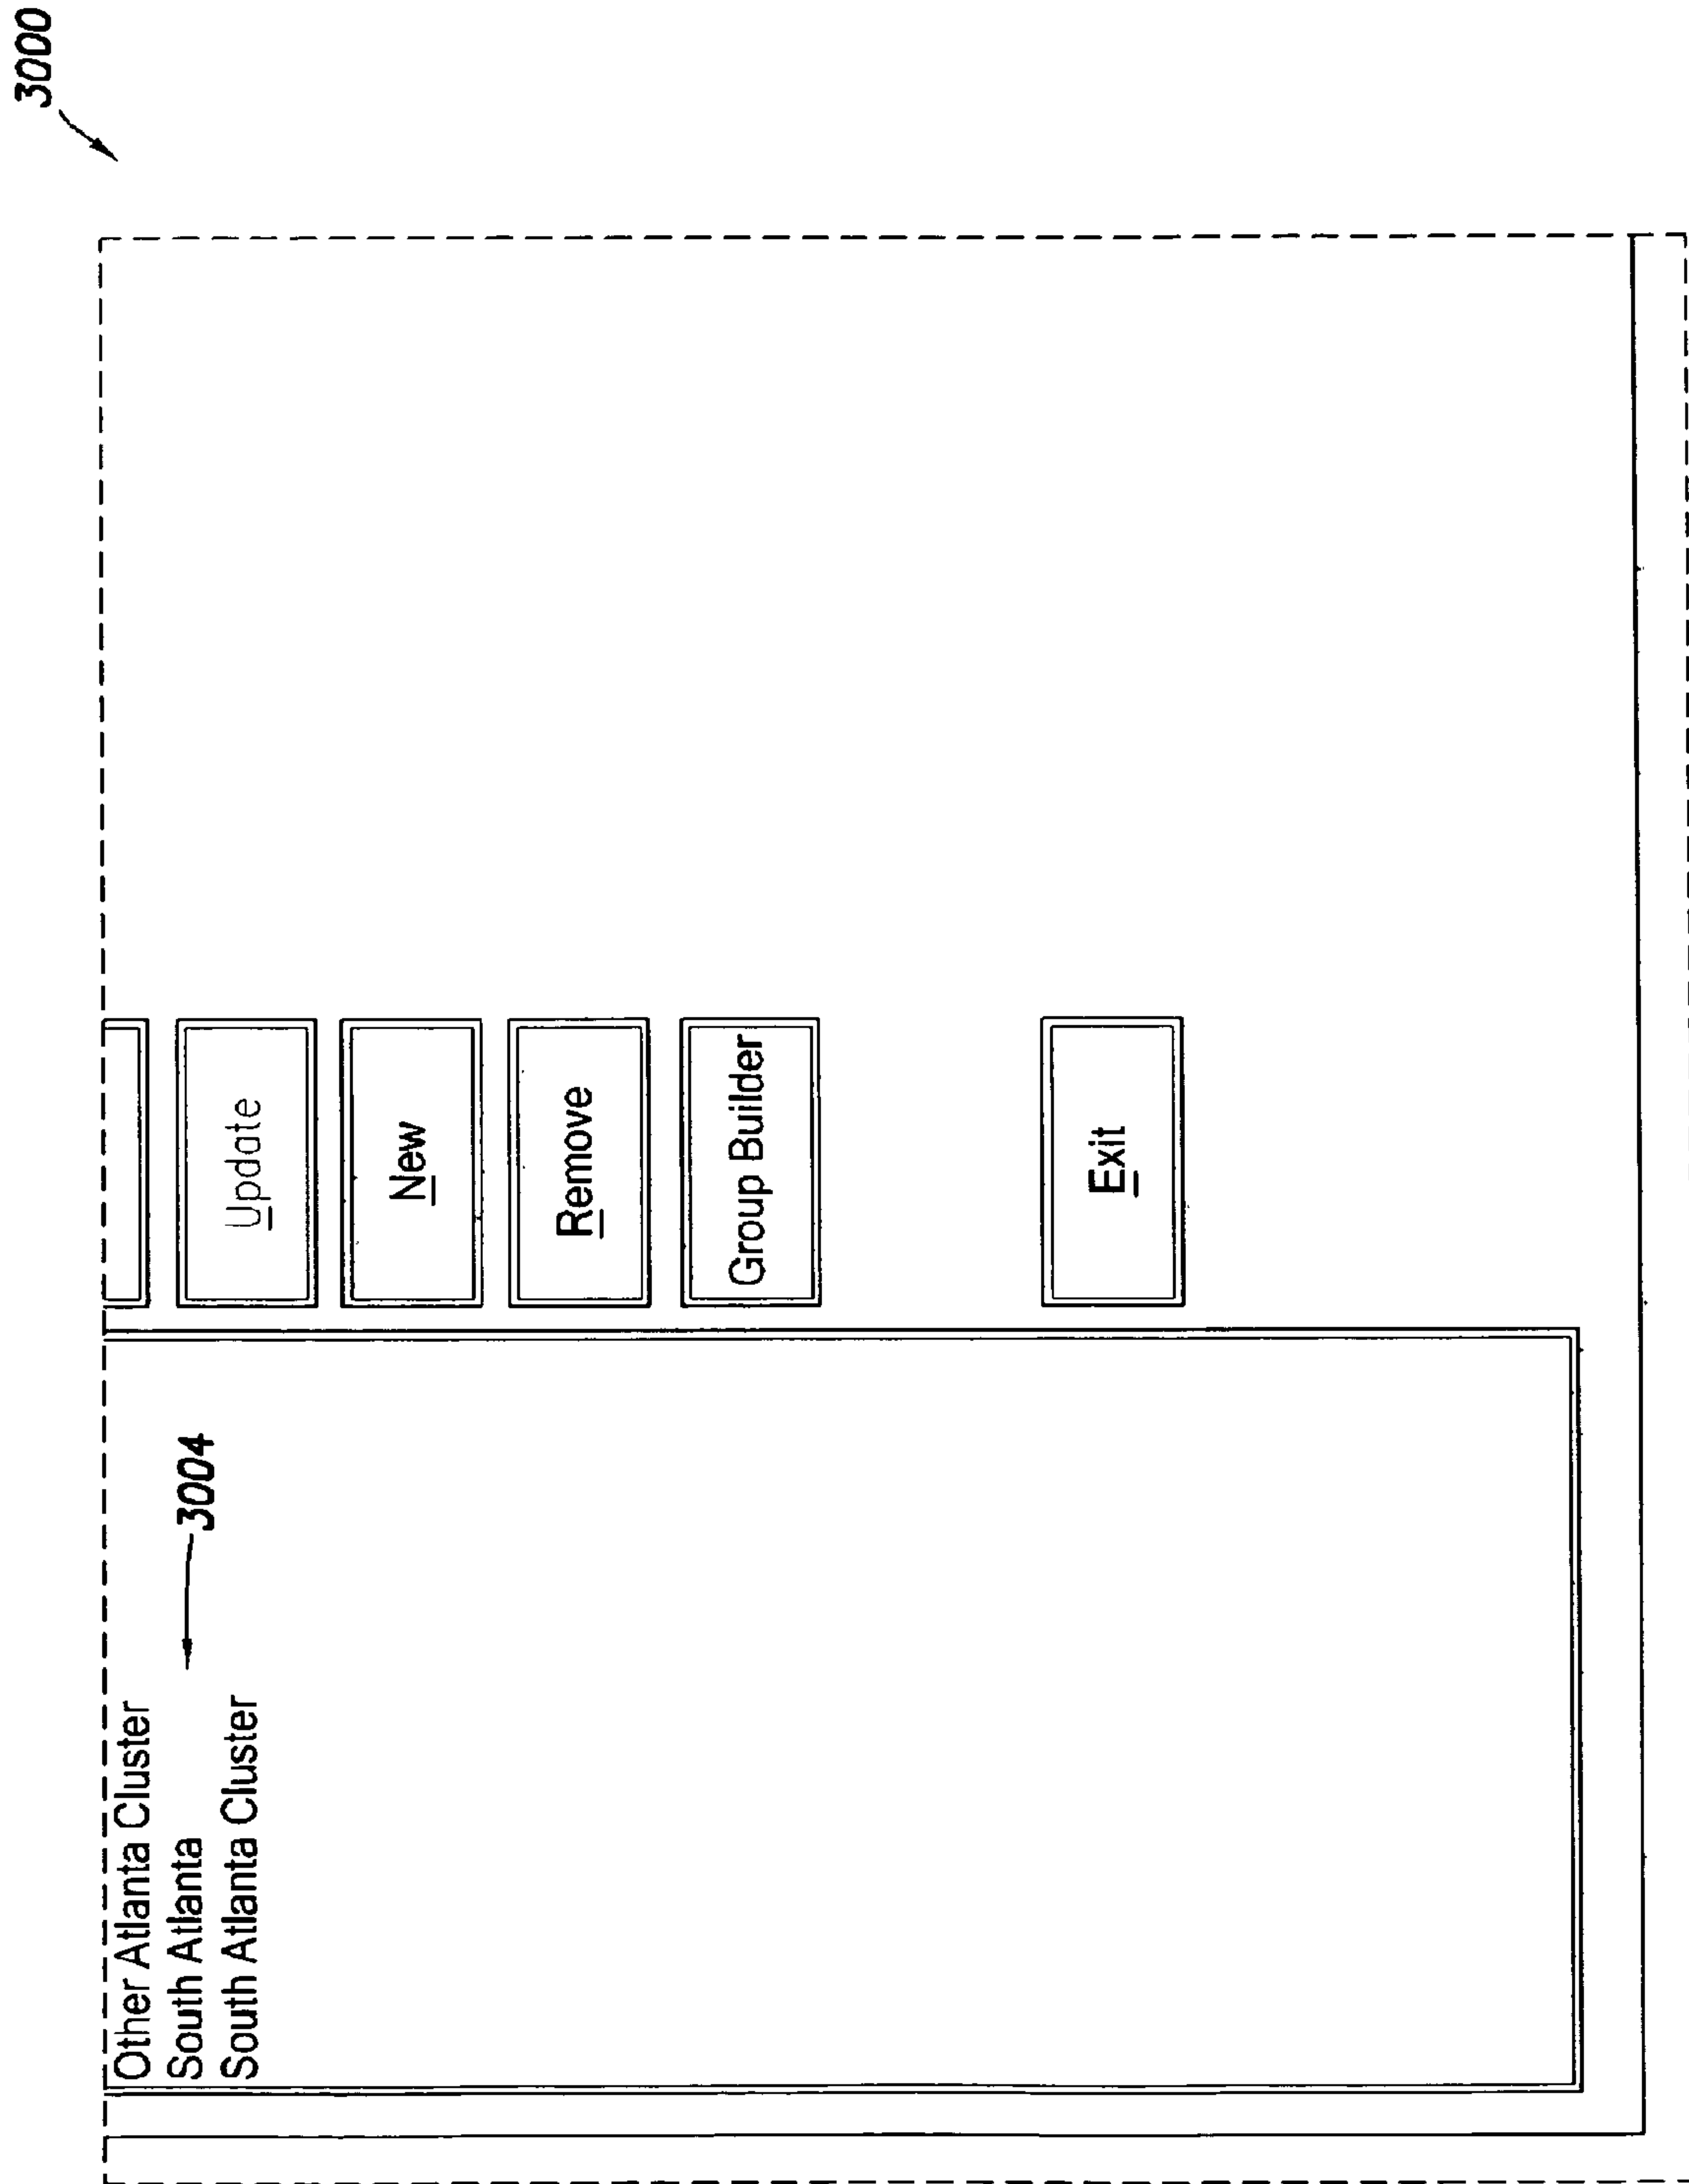 3000
Other Atlanta Cluster
South Atlanta
3004
South Atlanta Cluster
Update
New
Remove
Group Builder
Exit